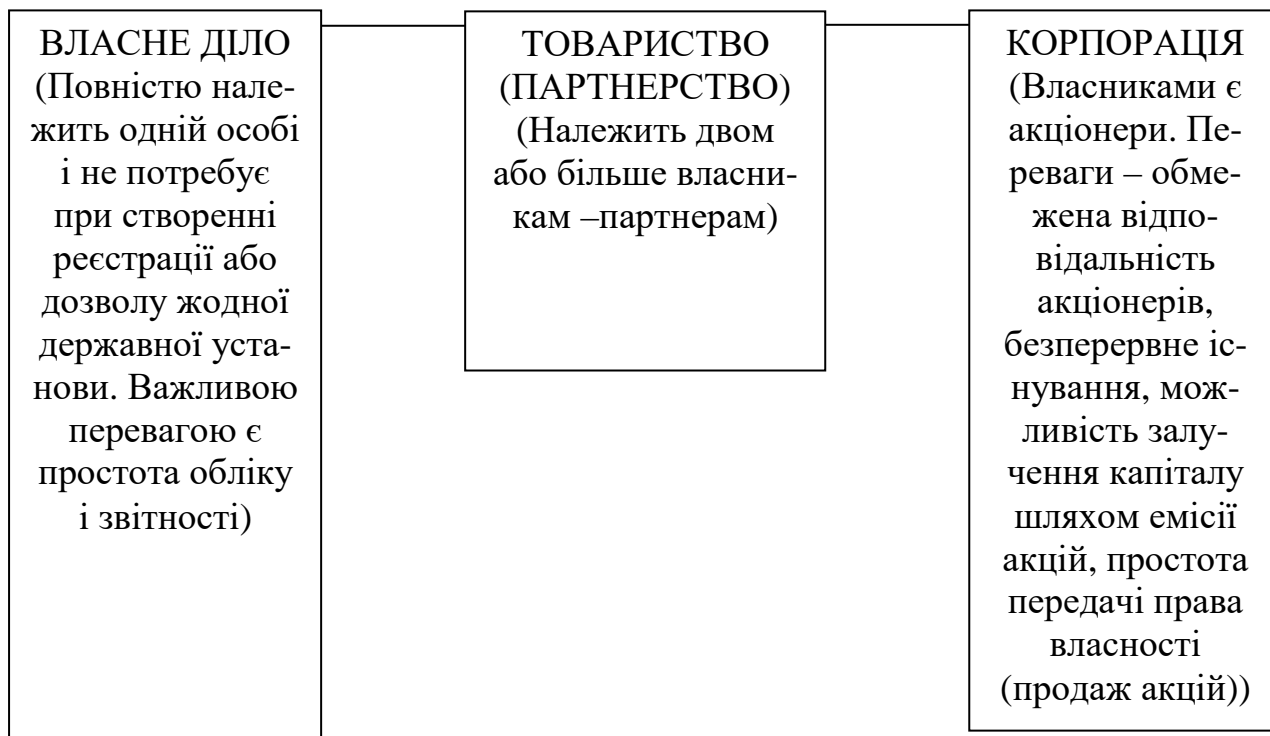 ВЛАСНЕ ДІЛО
(Повністю нале-
жить одній особі
і не потребує
при створенні
реєстрації або
дозволу жодної
державної уста-
нови. Важливою
перевагою є
простота обліку
і звітності)
ТОВАРИСТВО
(ПАРТНЕРСТВО)
(Належить двом
або більше власни-
кам –партнерам)
КОРПОРАЦІЯ
(Власниками є
акціонери. Пе-
реваги – обме-
жена відпо-
відальність
акціонерів,
безперервне іс-
нування, мож-
ливість залу-
чення капіталу
шляхом емісії
акцій, простота
передачі права
власності
(продаж акцій))